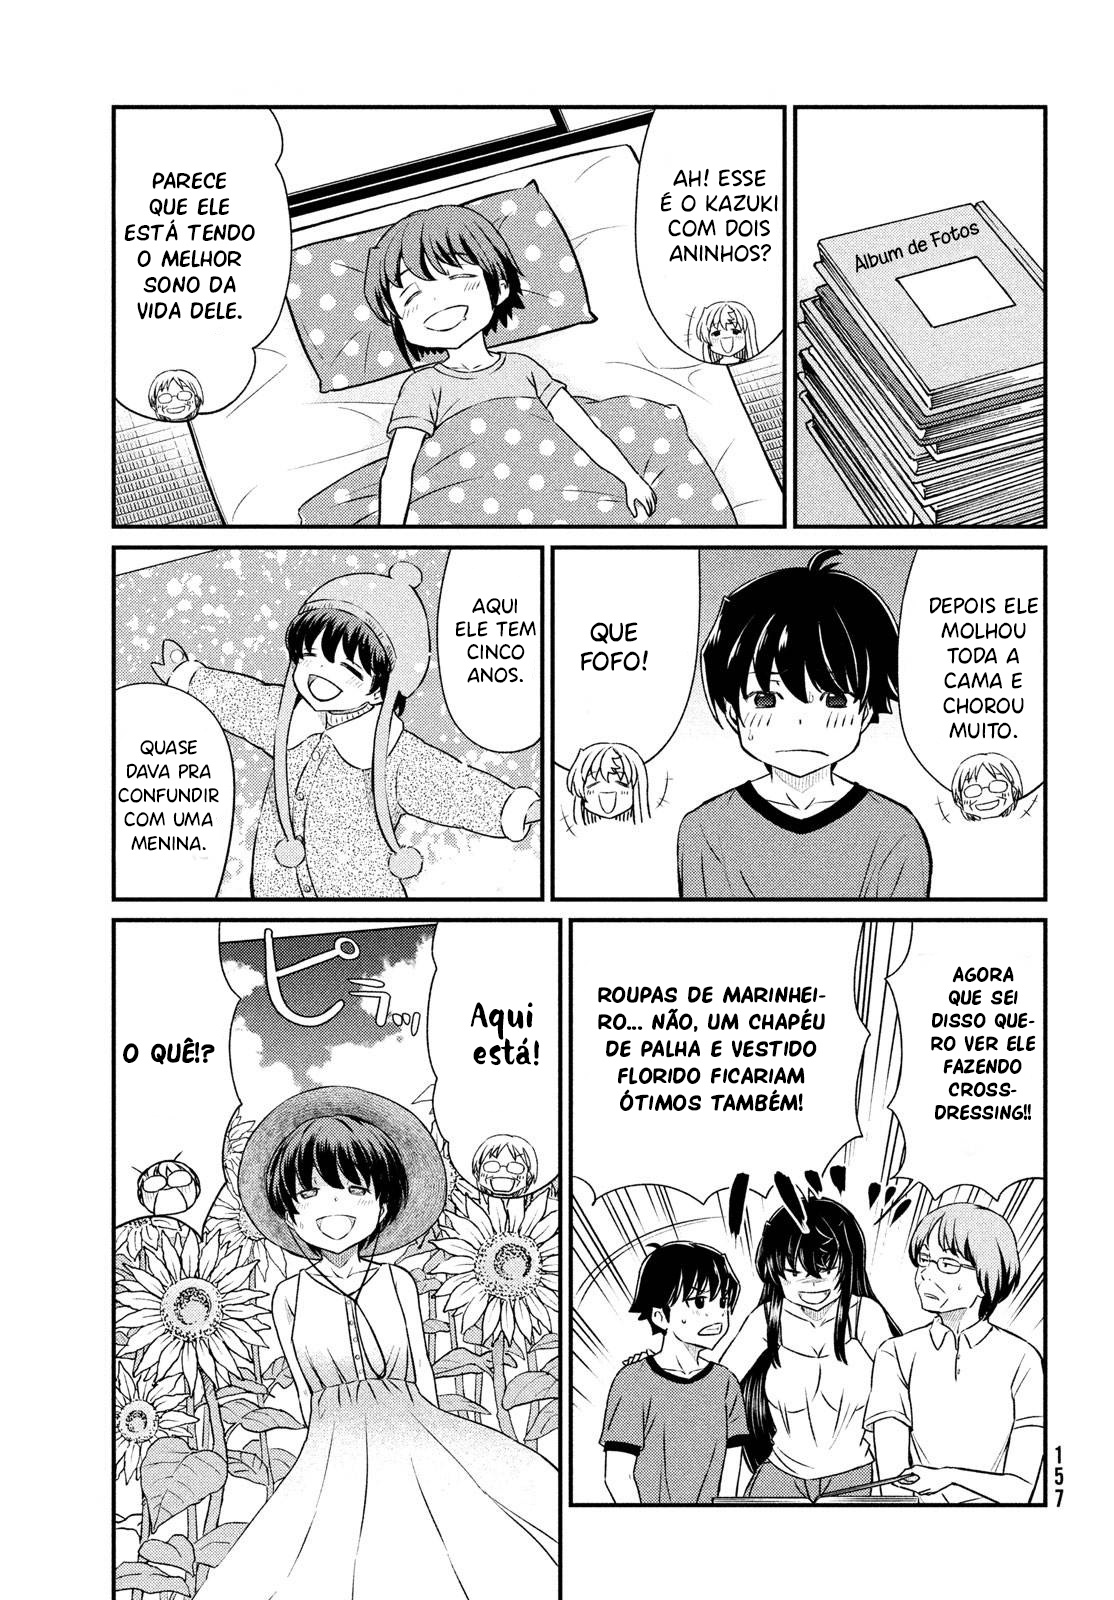 Álbum de Fotos
AH! ESSE
É O KAZUKI
COM DOIS
ANINHOS?
PARECE
QUE ELE
ESTÁ TENDO
O MELHOR
SONO DA
VIDA DELE.
DEPOIS ELE
MOLHOU
TODA A
CAMA E
CHOROU
MUITO.
QUE
FOFO!
AQUI
ELE TEM
CINCO
ANOS.
QUASE
DAVA PRA
CONFUNDIR
COM UMA
MENINA.
AGORA
QUE SEI
DISSO QUE-
RO VER ELE
FAZENDO
CROSS-
DRESSING!!
ROUPAS DE MARINHEI-
RO... NÃO, UM CHAPÉU
DE PALHA E VESTIDO
FLORIDO FICARIAM
ÓTIMOS TAMBÉM!
Aqui
está!
ピラッ
O QUÊ!?
157